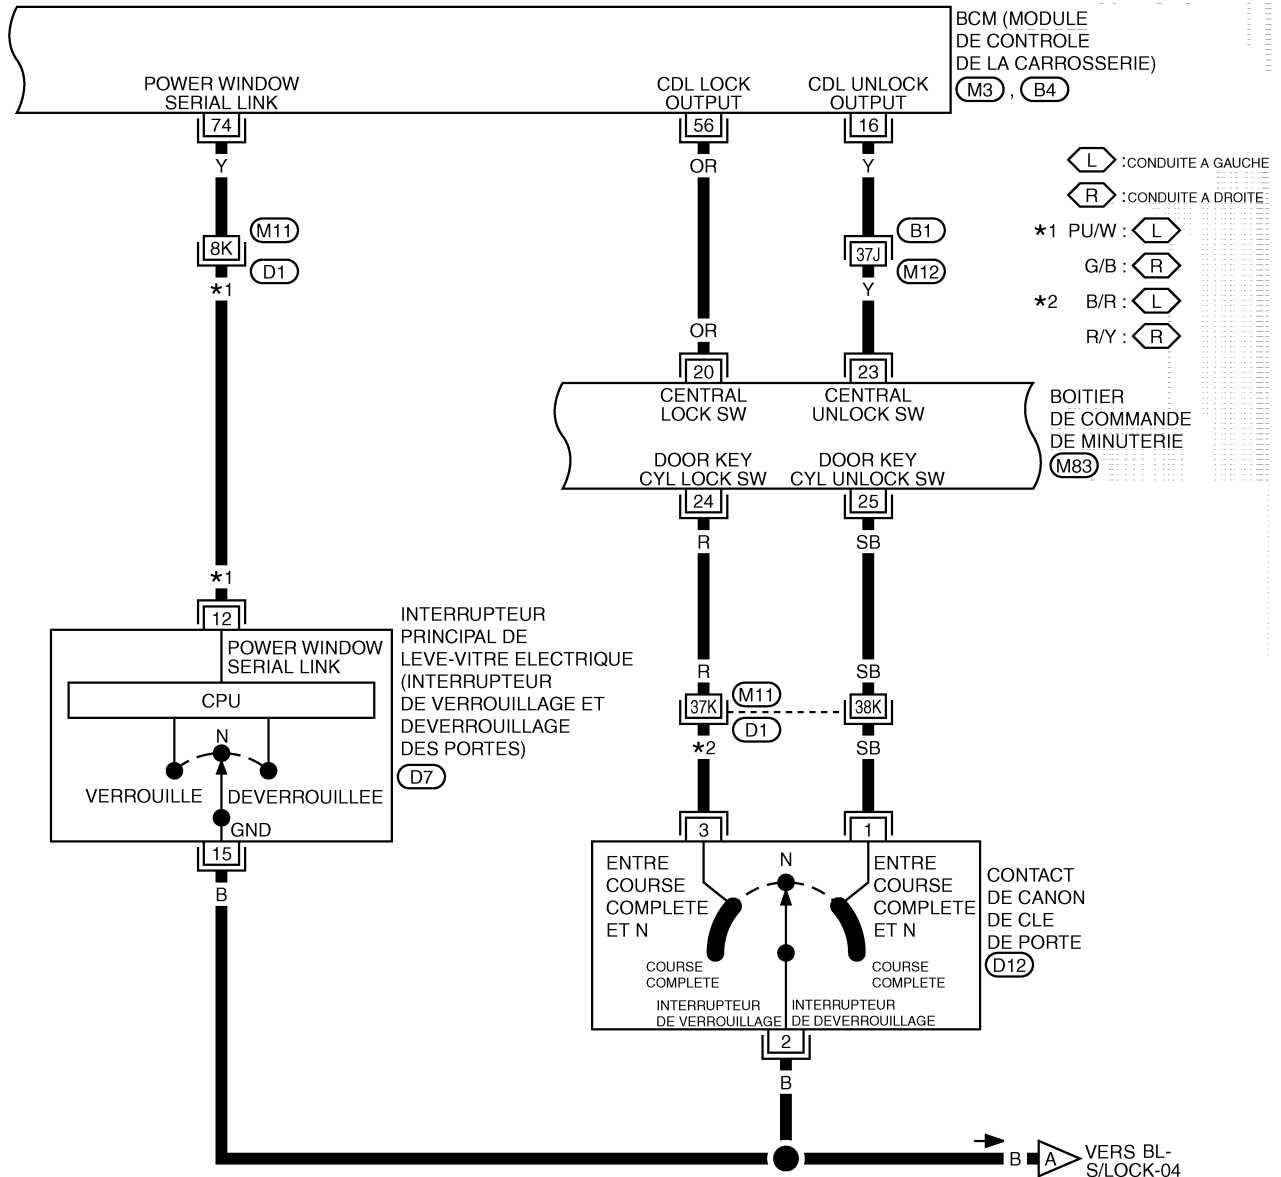 BCM (MODULE
DE CONTROLE
DE LA CARROSSERIE)
M3 , B4
POWER WINDOW
SERIAL LINK
CDL LOCK
OUTPUT
CDL UNLOCK
OUTPUT
74
56
16
Y
OR
Y
L :CONDUITE A GAUCHE
R :CONDUITE A DROITE
*1 PU/W : L
G/B : R
*2 B/R : L
R/Y : R
M11
8K
D1
*1
B1
37J
M12
Y
OR
20
23
CENTRAL
LOCK SW
CENTRAL
UNLOCK SW
DOOR KEY
CYL LOCK SW
DOOR KEY
CYL UNLOCK SW
BOITIER
DE COMMANDE
DE MINUTERIE
M83
24
25
R
SB
*1
12
POWER WINDOW
SERIAL LINK
CPU
N
VERROUILLE
DEVERROUILLEE
GND
15
B
INTERRUPTEUR
PRINCIPAL DE
LEVE-VITRE ELECTRIQUE
(INTERRUPTEUR
DE VERROUILLAGE ET
DEVERROUILLAGE
DES PORTES)
D7
R
SB
37K
M11
D1
38K
*2
SB
3
1
ENTRE
COURSE
COMPLETE
ET N
N
ENTRE
COURSE
COMPLETE
ET N
COURSE
COMPLETE
COURSE
COMPLETE
INTERRUPTEUR
DE VERROUILLAGE
INTERRUPTEUR
DE DEVERROUILLAGE
CONTACT
DE CANON
DE CLE
DE PORTE
D12
2
B
B
A
VERS BL-
S/LOCK-04